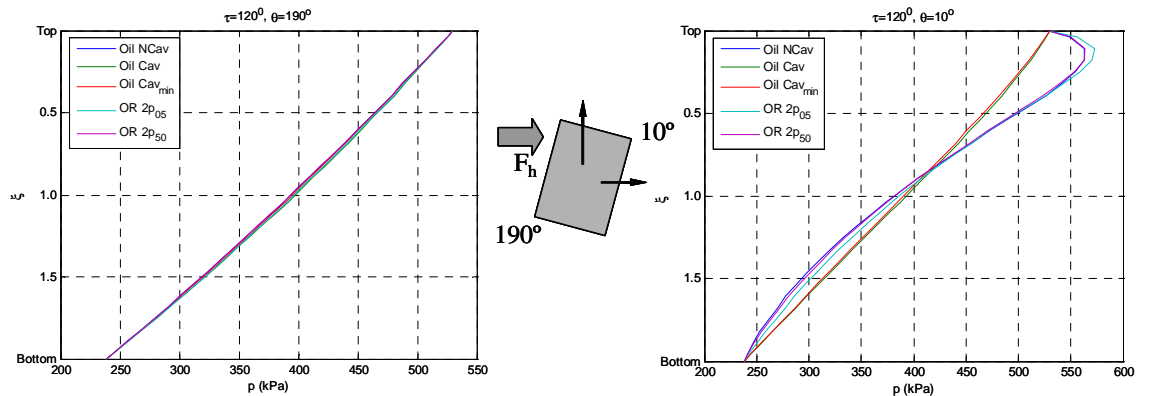 τ=120⁰, θ=190º
Top
0.5
1.0
1.5
Bottom
ξ
Oil NCav
Oil Cav
Oil Cav_min
OR 2p_05
OR 2p_50
200 250 300 350 400 450 500 550
p (kPa)
F_h
10º
190º
τ=120⁰, θ=10º
Top
0.5
1.0
1.5
Bottom
ξ
Oil NCav
Oil Cav
Oil Cav_min
OR 2p_05
OR 2p_50
200 250 300 350 400 450 500 550 600
p (kPa)